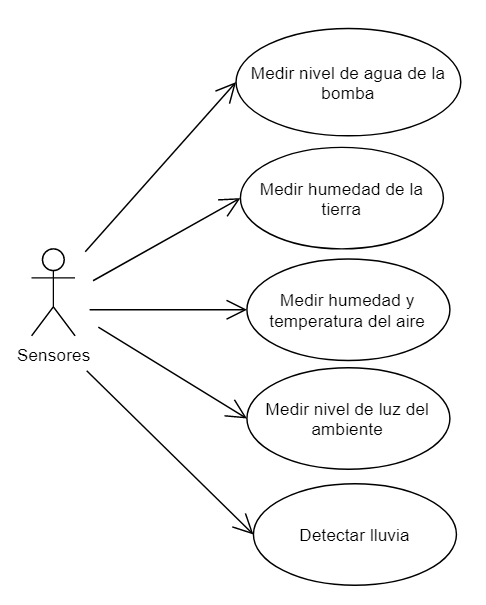 Medir nivel de agua de la
bomba
Medir humedad de la
tierra
Medir humedad y
temperatura del aire
Sensores
Medir nivel de luz del
ambiente
Detectar lluvia